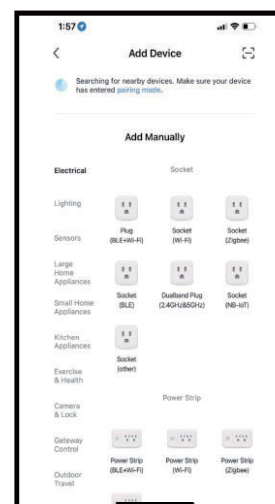 1:57
Add Device
Searching for nearby devices. Make sure your device
has entered pairing mode.
Add Manually
Electrical
Lighting
Sensors
Large
Home
Appliances
Small Home
Appliances
Kitchen
Appliances
Exercise
& Health
Camera
& Lock
Gateway
Control
Outdoor
Travel
Socket
Plug
(BLE+Wi-Fi)
Socket
(Wi-Fi)
Socket
(Zigbee)
Socket
(BLE)
Dualband Plug
(2.4GHz&5GHz)
Socket
(NB-IoT)
Socket
(other)
Power Strip
Power Strip
(BLE+Wi-Fi)
Power Strip
(Wi-Fi)
Power Strip
(Zigbee)